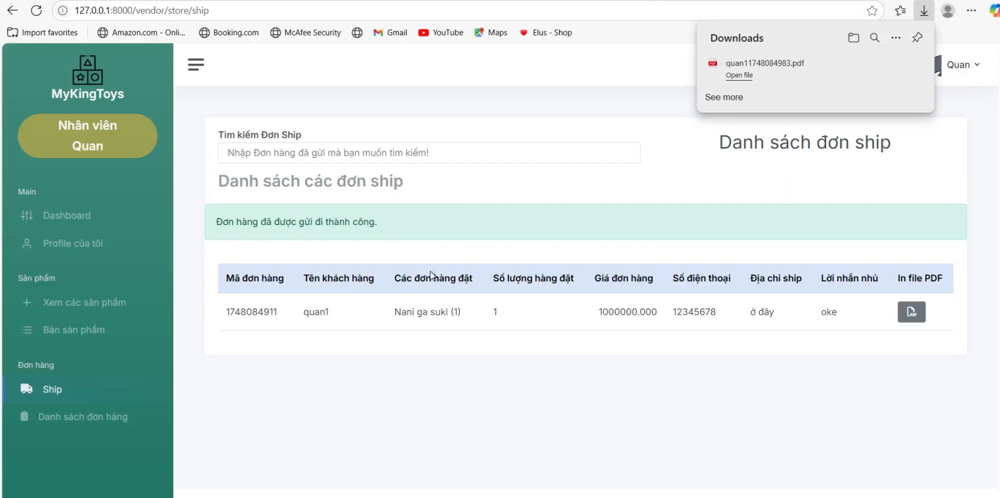 127.0.0.1:8000/vendor/store/ship
Import favorites
Amazon.com - Onli...
Booking.com
McAfee Security
Gmail
YouTube
Maps
Elus - Shop
Downloads
quan11748084983.pdf
Open file
See more
Quan
MyKingToys
Nhân viên
Quan
Main
Dashboard
Profile của tôi
Sản phẩm
Xem các sản phẩm
Bán sản phẩm
Đơn hàng
Ship
Danh sách đơn hàng
Tìm kiếm Đơn Ship
Nhập Đơn hàng đã gửi mà bạn muốn tìm kiếm!
Danh sách đơn ship
Danh sách các đơn ship
Đơn hàng đã được gửi đi thành công.
Mã đơn hàng Tên khách hàng Các đơn hàng đặt Số lượng hàng đặt Giá đơn hàng Số điện thoại Địa chỉ ship Lời nhắn nhủ In file PDF
1748084911 quan1 Nani ga suki (1) 1 1000000.000 12345678 ở đây oke